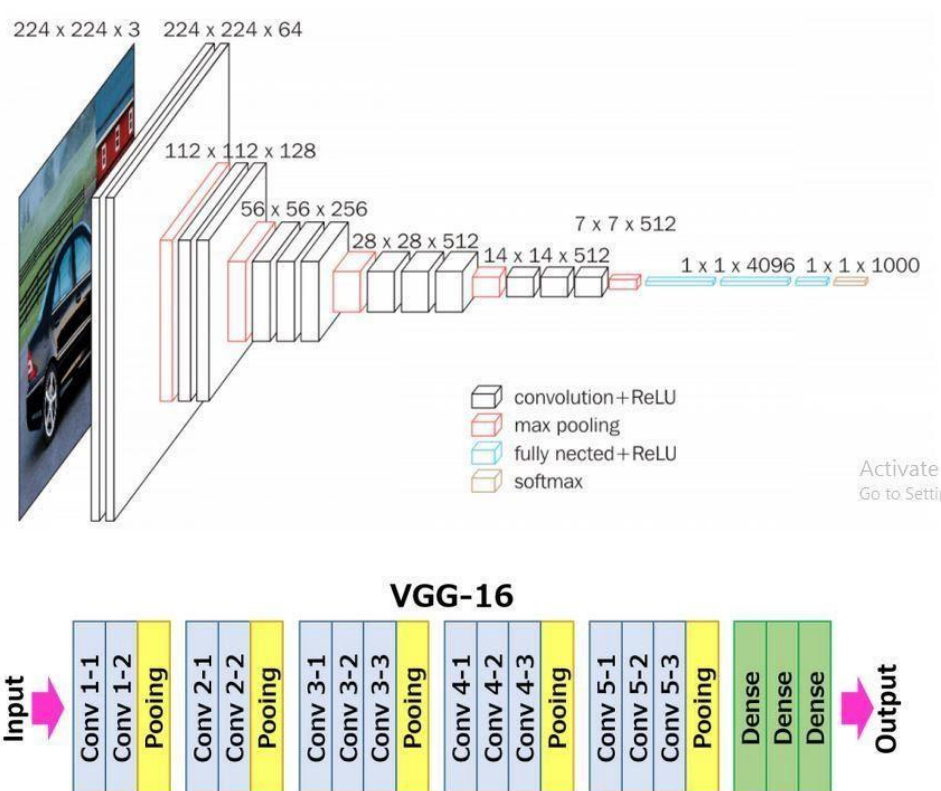 224 x 224 x 3
224 x 224 x 64
112 x 112 x 128
56 x 56 x 256
28 x 28 x 512
14 x 14 x 512
7 x 7 x 512
1 x 1 x 4096
1 x 1 x 1000
convolution+ReLU
max pooling
fully nected+ReLU
softmax
Activate
Go to Setti
VGG-16
Input
Conv 1-1
Conv 1-2
Pooing
Conv 2-1
Conv 2-2
Pooing
Conv 3-1
Conv 3-2
Conv 3-3
Pooing
Conv 4-1
Conv 4-2
Conv 4-3
Pooing
Conv 5-1
Conv 5-2
Conv 5-3
Pooing
Dense
Dense
Dense
Output